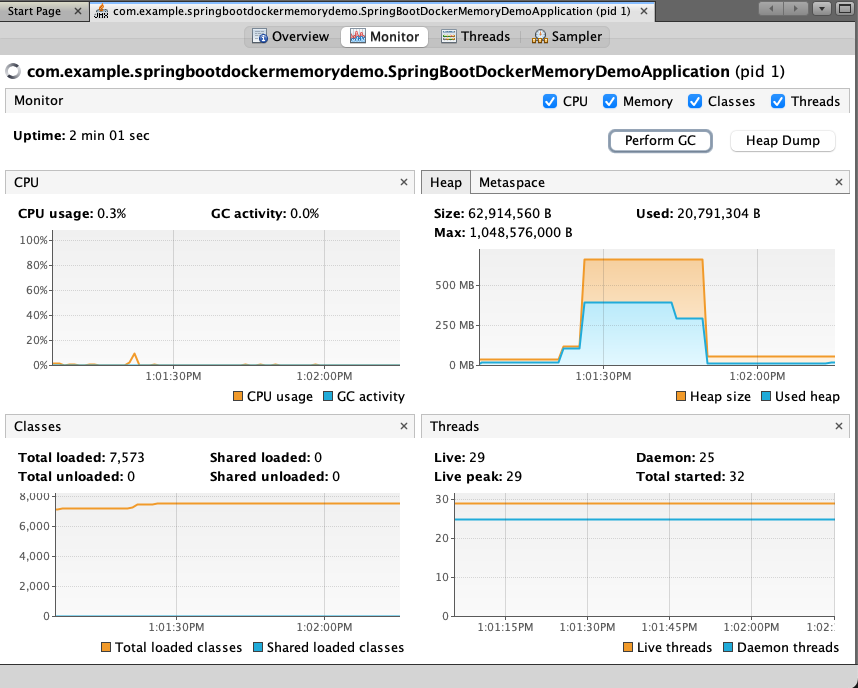 Start Page × JMX com.example.springbootdockermemorydemo.SpringBootDockerMemoryDemoApplication (pid 1) ×
Overview Monitor Threads Sampler
com.example.springbootdockermemorydemo.SpringBootDockerMemoryDemoApplication (pid 1)
Monitor CPU Memory Classes Threads
Uptime: 2 min 01 sec
Perform GC Heap Dump
CPU ×
CPU usage: 0.3% GC activity: 0.0%
100%
80%
60%
40%
20%
0%
1:01:30PM 1:02:00PM
CPU usage GC activity
Heap Metaspace ×
Size: 62,914,560 B Used: 20,791,304 B
Max: 1,048,576,000 B
500 MB
250 MB
0 MB
1:01:30PM 1:02:00PM
Heap size Used heap
Classes ×
Total loaded: 7,573 Shared loaded: 0
Total unloaded: 0 Shared unloaded: 0
8,000
6,000
4,000
2,000
0
1:01:30PM 1:02:00PM
Total loaded classes Shared loaded classes
Threads ×
Live: 29 Daemon: 25
Live peak: 29 Total started: 32
30
20
10
0
1:01:15PM 1:01:30PM 1:01:45PM 1:02:00PM 1:02:
Live threads Daemon threads